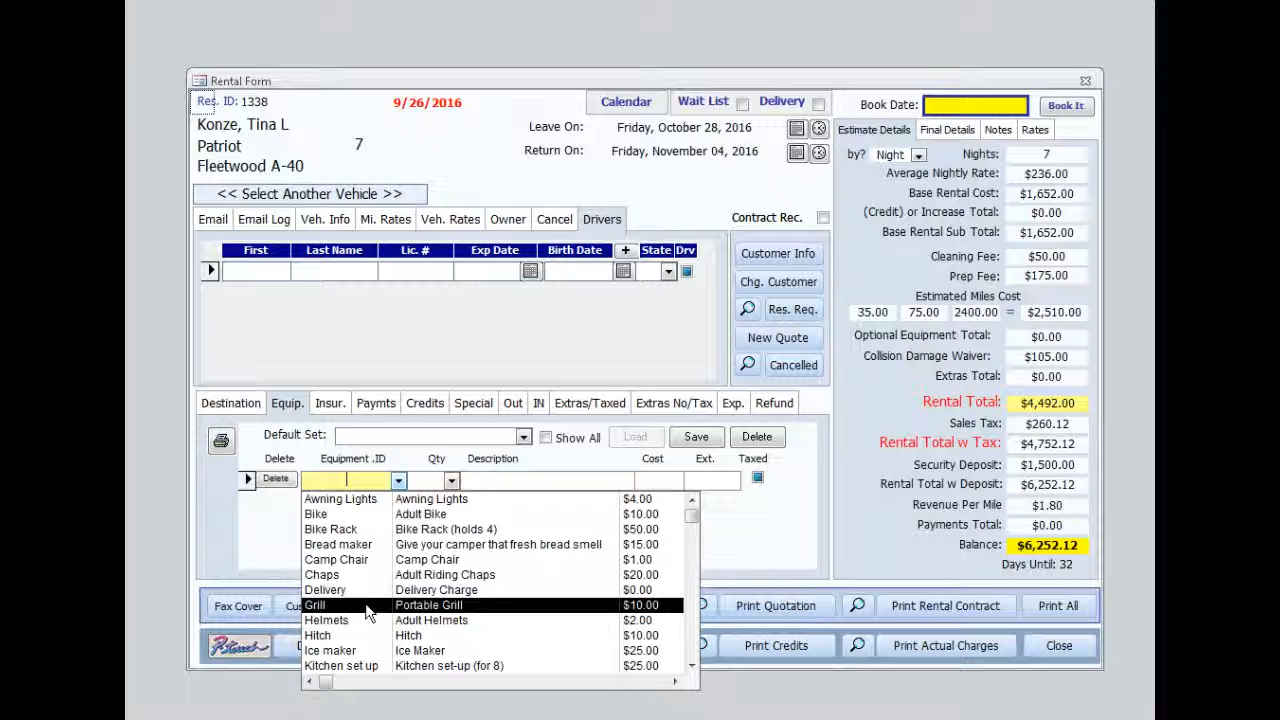 Rental Form
Res. ID: 1338
9/26/2016
Calendar
Wait List
Delivery
Book Date:
Book It
Konze, Tina L
Patriot
7
Fleetwood A-40
Leave On: Friday, October 28, 2016
Return On: Friday, November 04, 2016
<< Select Another Vehicle >>
Email Email Log Veh. Info Mi. Rates Veh. Rates Owner Cancel Drivers
Contract Rec.
First Last Name Lic. # Exp Date Birth Date + State Drv
Customer Info
Chg. Customer
Res. Req.
New Quote
Cancelled
Estimate Details Final Details Notes Rates
by? Night Nights: 7
Average Nightly Rate: $236.00
Base Rental Cost: $1,652.00
(Credit) or Increase Total: $0.00
Base Rental Sub Total: $1,652.00
Cleaning Fee: $50.00
Prep Fee: $175.00
Estimated Miles Cost
35.00 75.00 2400.00 = $2,510.00
Optional Equipment Total: $0.00
Collision Damage Waiver: $105.00
Extras Total: $0.00
Rental Total: $4,492.00
Sales Tax: $260.12
Rental Total w Tax: $4,752.12
Security Deposit: $1,500.00
Rental Total w Deposit: $6,252.12
Revenue Per Mile $1.80
Payments Total: $0.00
Balance: $6,252.12
Days Until: 32
Destination Equip. Insur. Paymts Credits Special Out IN Extras/Taxed Extras No/Tax Exp. Refund
Default Set:
Show All
Load
Save
Delete
Delete Equipment .ID Qty Description Cost Ext. Taxed
Delete
Awning Lights Awning Lights $4.00
Bike Adult Bike $10.00
Bike Rack Bike Rack (holds 4) $50.00
Bread maker Give your camper that fresh bread smell $15.00
Camp Chair Camp Chair $1.00
Chaps Adult Riding Chaps $20.00
Delivery Delivery Charge $0.00
Grill Portable Grill $10.00
Helmets Adult Helmets $2.00
Hitch Hitch $10.00
Ice maker Ice Maker $25.00
Kitchen set up Kitchen set-up (for 8) $25.00
Fax Cover
Print Quotation
Print Rental Contract
Print All
Print Credits
Print Actual Charges
Close